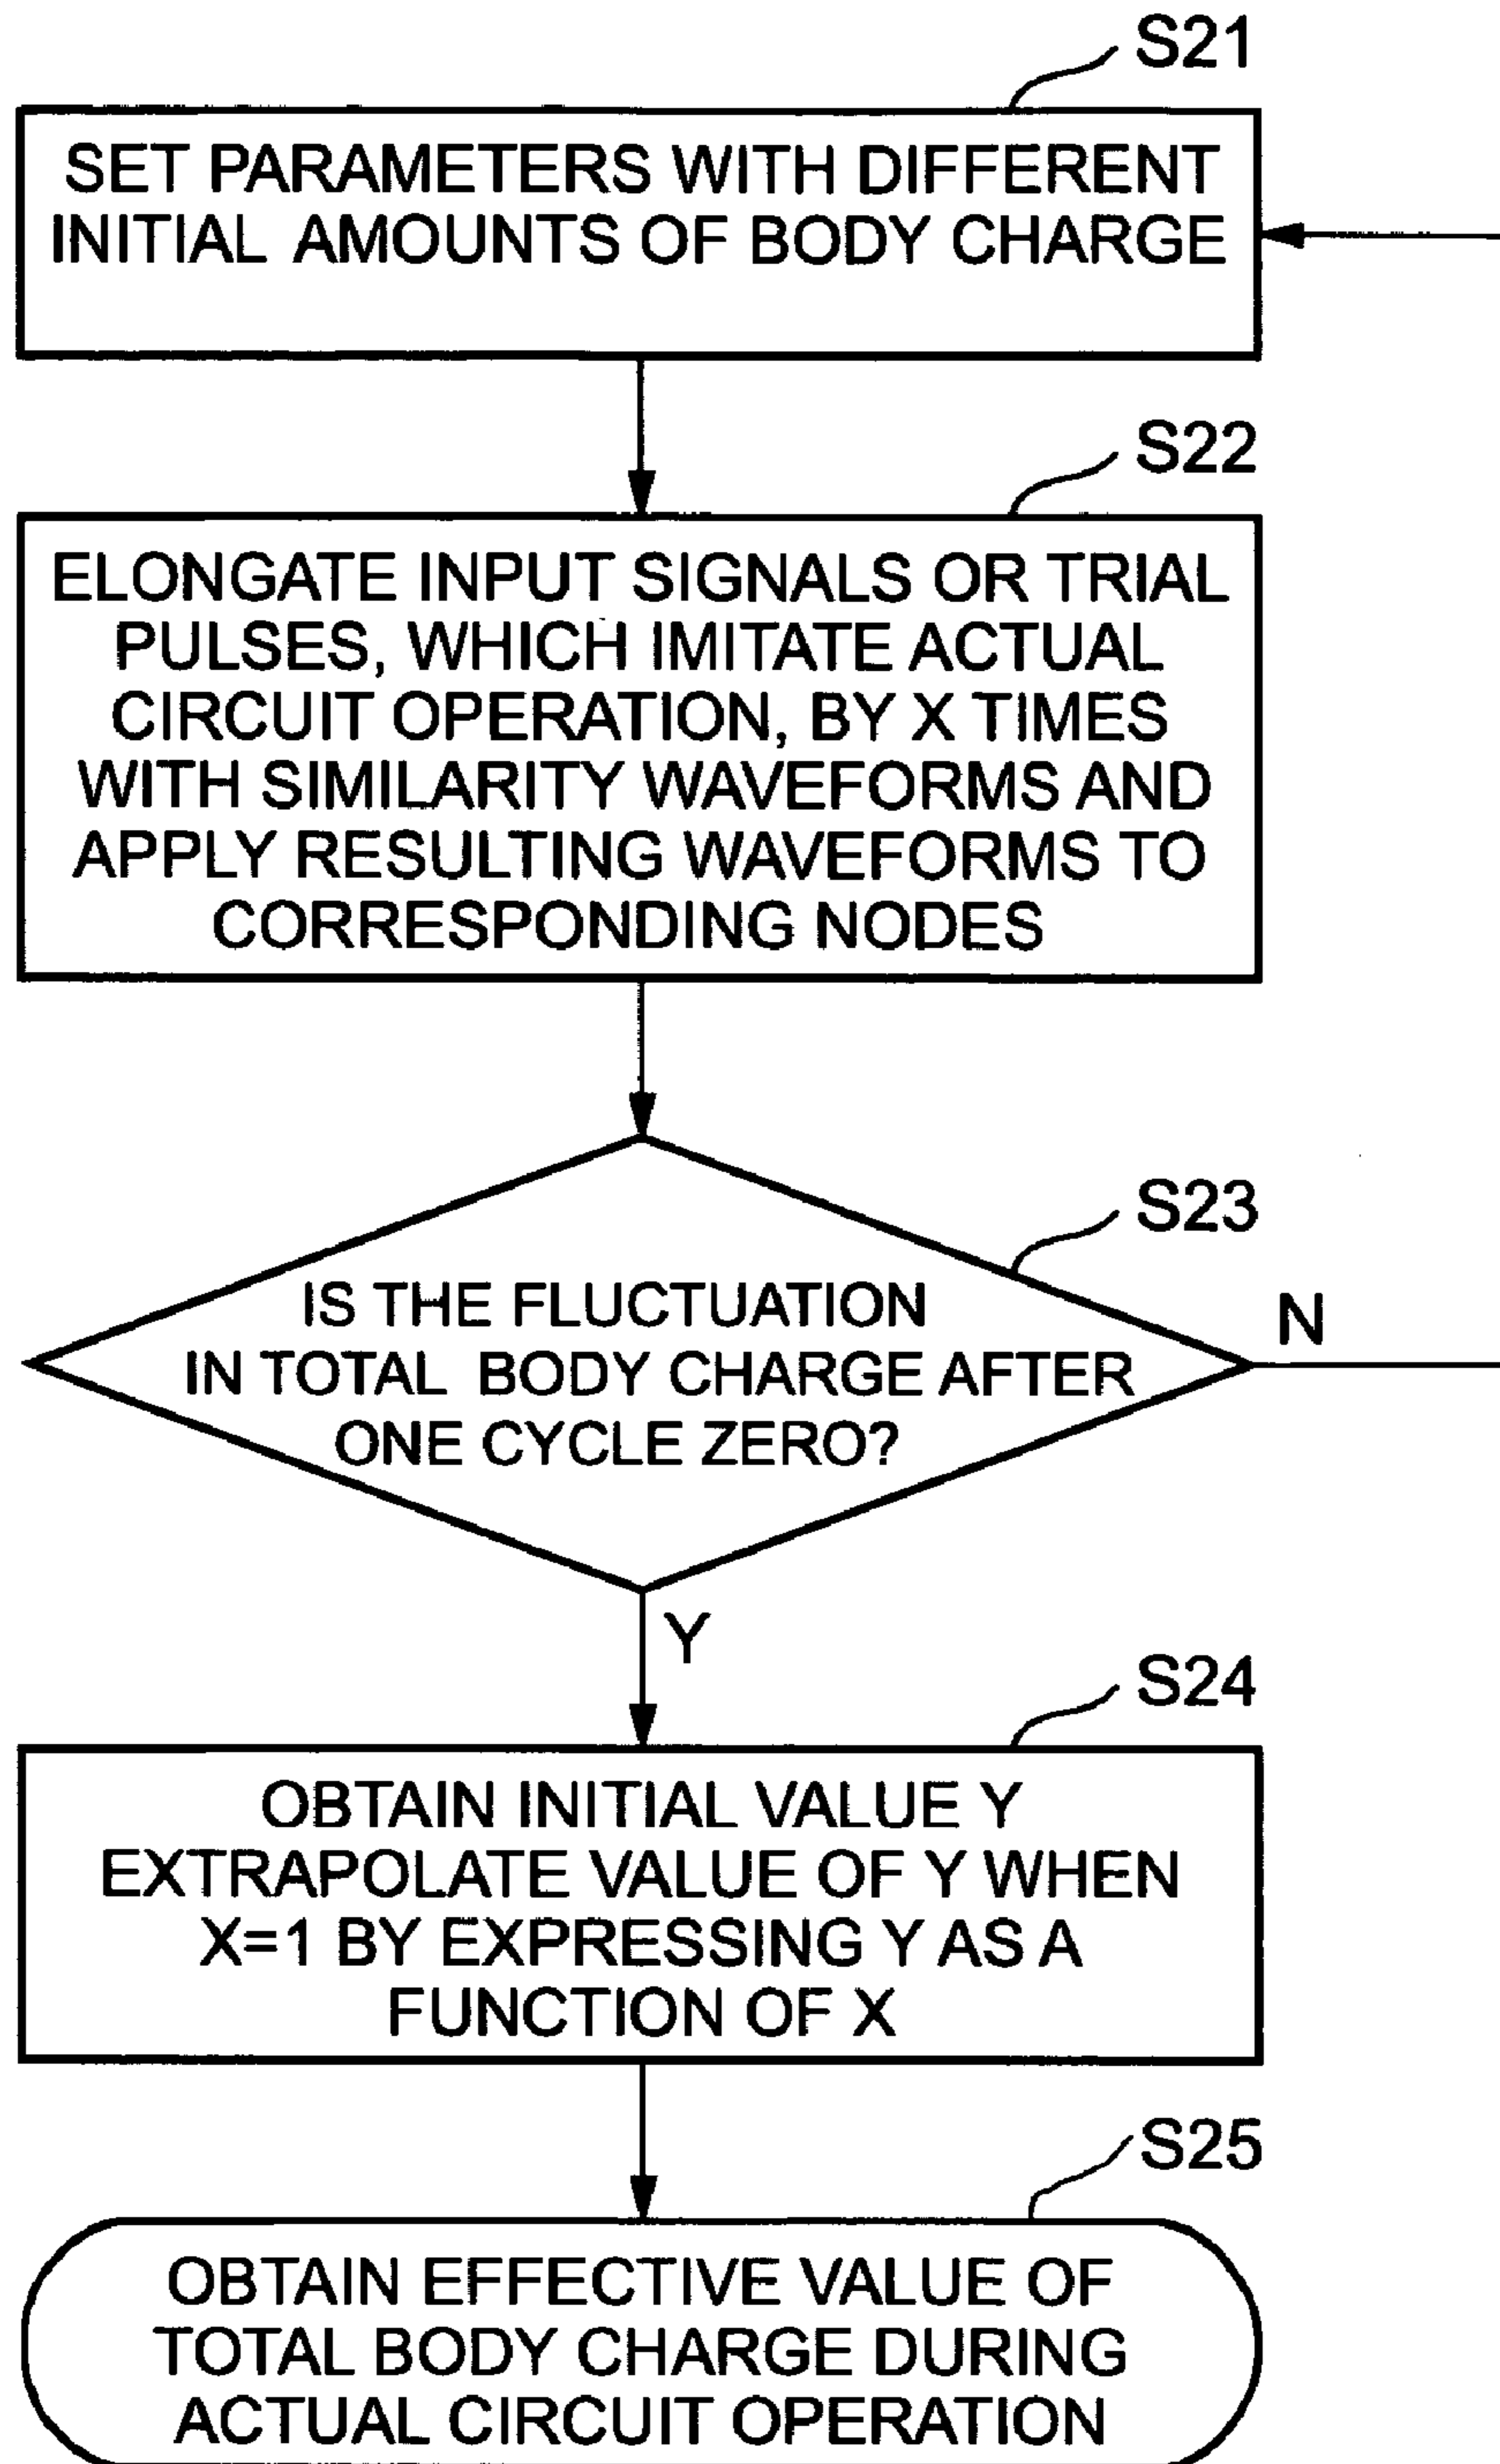 S21
SET PARAMETERS WITH DIFFERENT
INITIAL AMOUNTS OF BODY CHARGE
S22
ELONGATE INPUT SIGNALS OR TRIAL
PULSES, WHICH IMITATE ACTUAL
CIRCUIT OPERATION, BY X TIMES
WITH SIMILARITY WAVEFORMS AND
APPLY RESULTING WAVEFORMS TO
CORRESPONDING NODES
S23
IS THE FLUCTUATION
IN TOTAL BODY CHARGE AFTER
ONE CYCLE ZERO?
N
Y
S24
OBTAIN INITIAL VALUE Y
EXTRAPOLATE VALUE OF Y WHEN
X=1 BY EXPRESSING Y AS A
FUNCTION OF X
S25
OBTAIN EFFECTIVE VALUE OF
TOTAL BODY CHARGE DURING
ACTUAL CIRCUIT OPERATION